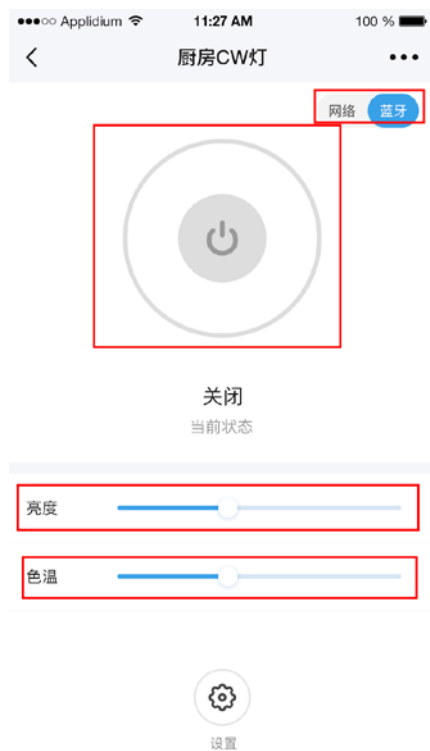 Applidium 11:27 AM 100 %
厨房CW灯
网络 蓝牙
关闭
当前状态
亮度
色温
设置